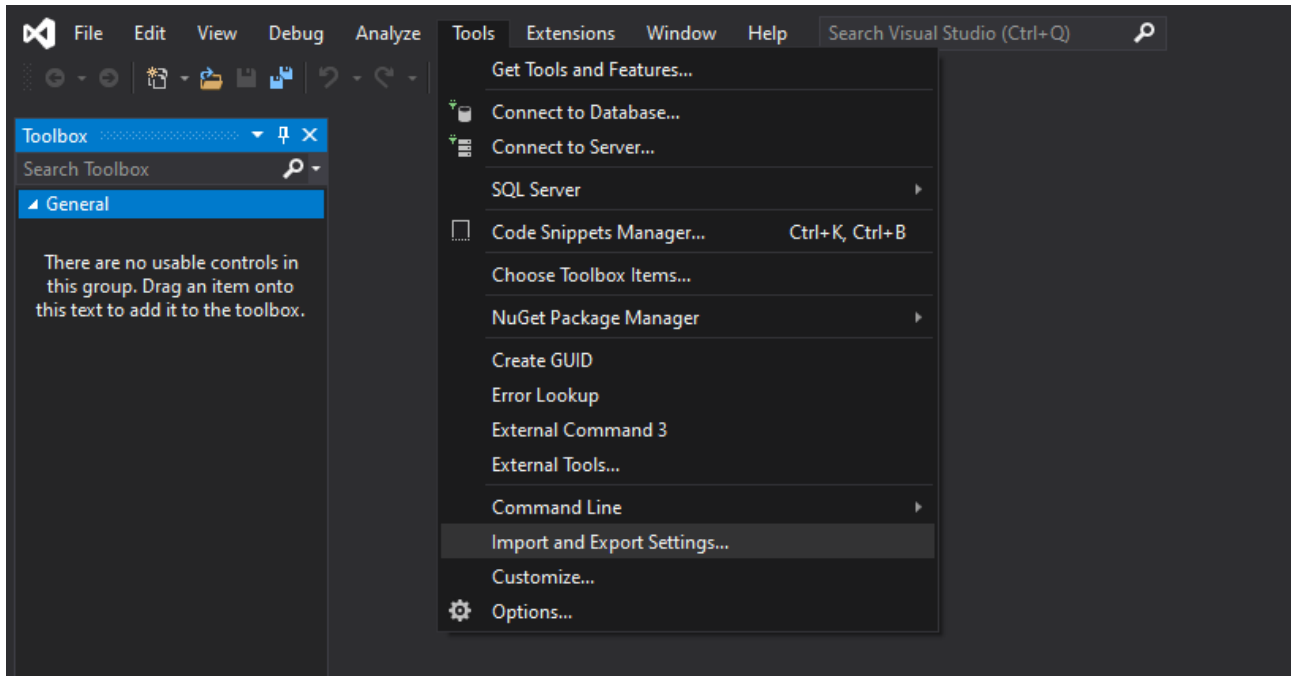 File Edit View Debug Analyze Tools Extensions Window Help Search Visual Studio (Ctrl+Q)
Toolbox
Search Toolbox
General
There are no usable controls in
this group. Drag an item onto
this text to add it to the toolbox.
Get Tools and Features...
Connect to Database...
Connect to Server...
SQL Server
Code Snippets Manager... Ctrl+K, Ctrl+B
Choose Toolbox Items...
NuGet Package Manager
Create GUID
Error Lookup
External Command 3
External Tools...
Command Line
Import and Export Settings...
Customize...
Options...